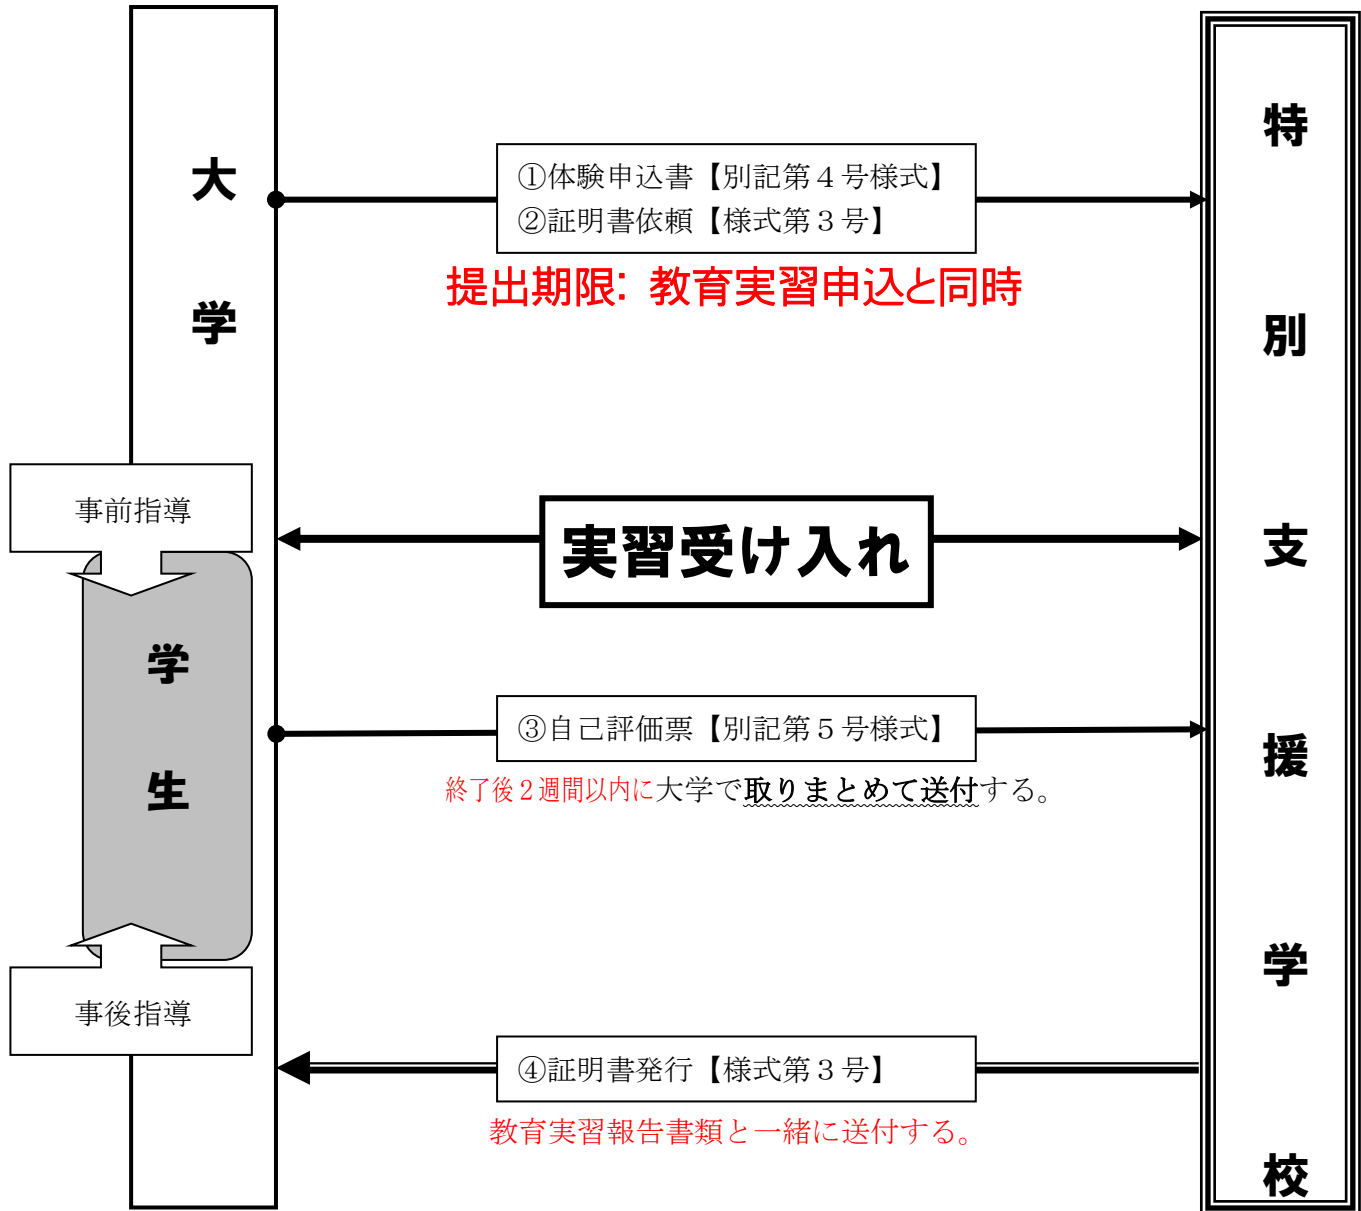 大学
特別支援学校
①体験申込書【別記第４号様式】
②証明書依頼【様式第３号】
提出期限：教育実習申込と同時
事前指導
実習受け入れ
学生
③自己評価票【別記第５号様式】
終了後２週間以内に大学で取りまとめて送付する。
事後指導
④証明書発行【様式第３号】
教育実習報告書類と一緒に送付する。